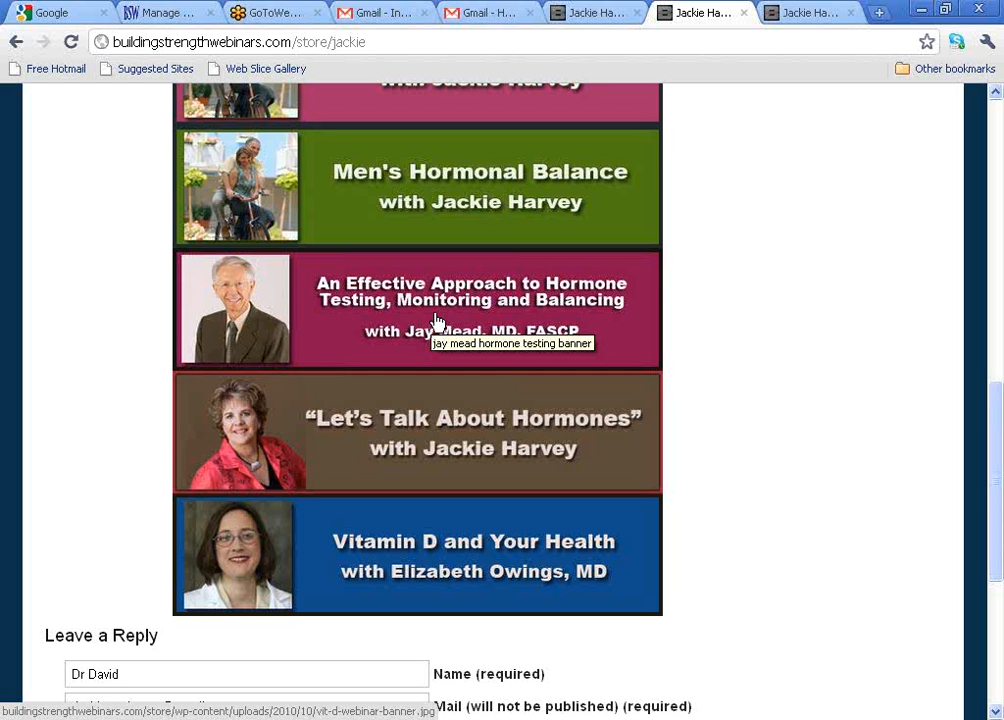 Google
Manage ...
GoToWe...
Gmail - In...
Gmail - H...
Jackie Ha...
Jackie Ha...
Jackie Ha...
buildingstrengthwebinars.com/store/jackie
Free Hotmail
Suggested Sites
Web Slice Gallery
Other bookmarks
with Jackie Harvey
Men's Hormonal Balance
with Jackie Harvey
An Effective Approach to Hormone
Testing, Monitoring and Balancing
with Jay Mead, MD, FASCP
jay mead hormone testing banner
“Let’s Talk About Hormones”
with Jackie Harvey
Vitamin D and Your Health
with Elizabeth Owings, MD
Leave a Reply
Dr David
Name (required)
Mail (will not be published) (required)
buildingstrengthwebinars.com/store/wp-content/uploads/2010/10/vit-d-webinar-banner.jpg